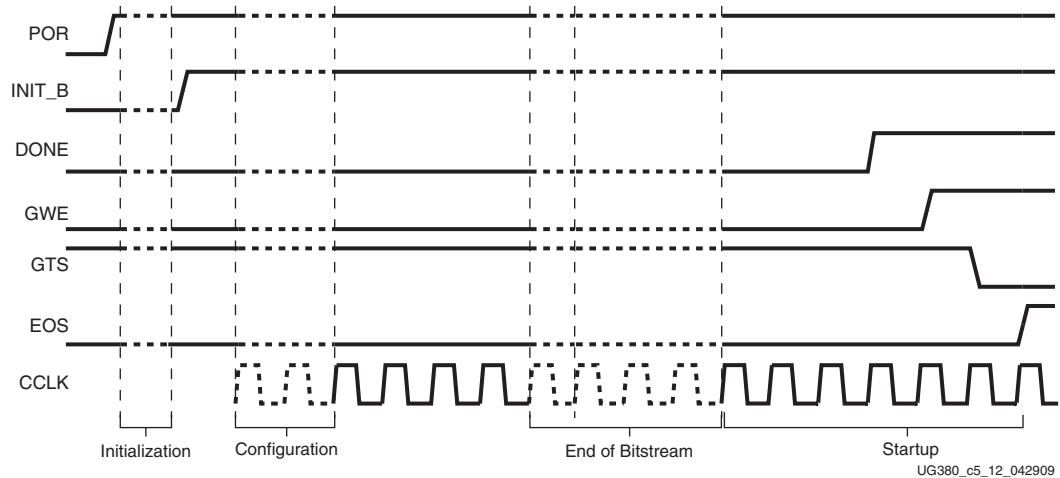 POR
INIT_B
DONE
GWE
GTS
EOS
CCLK
Initialization
Configuration
End of Bitstream
Startup
UG380_c5_12_042909